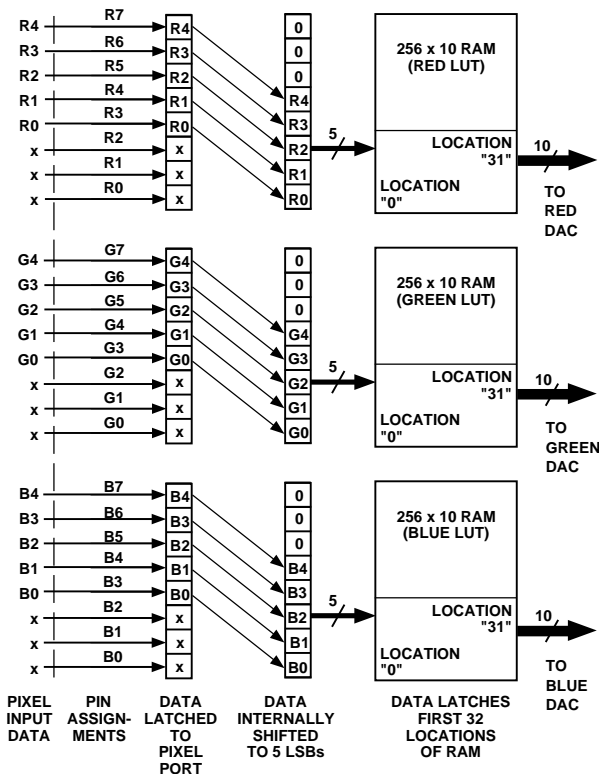 R4 R7 R4 0
R3 R6 R3 0
R2 R5 R2 0
R1 R4 R1 R4
R0 R3 R0 R3
x R2 x R2
x R1 x R1
x R0 x R0
5
256 x 10 RAM
(RED LUT)
LOCATION
"31"
LOCATION
"0"
10
TO
RED
DAC
G4 G7 G4 0
G3 G6 G3 0
G2 G5 G2 0
G1 G4 G1 G4
G0 G3 G0 G3
x G2 x G2
x G1 x G1
x G0 x G0
5
256 x 10 RAM
(GREEN LUT)
LOCATION
"31"
LOCATION
"0"
10
TO
GREEN
DAC
B4 B7 B4 0
B3 B6 B3 0
B2 B5 B2 0
B1 B4 B1 B4
B0 B3 B0 B3
x B2 x B2
x B1 x B1
x B0 x B0
5
256 x 10 RAM
(BLUE LUT)
LOCATION
"31"
LOCATION
"0"
10
TO
BLUE
DAC
PIXEL
INPUT
DATA
PIN
ASSIGN-
MENTS
DATA
LATCHED
TO
PIXEL
PORT
DATA
INTERNALLY
SHIFTED
TO 5 LSBs
DATA LATCHES
FIRST 32
LOCATIONS
OF RAM